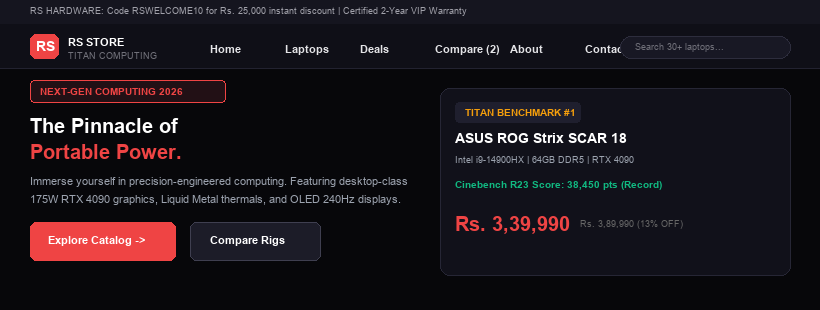 RS HARDWARE: Code RSWELCOME10 for Rs. 25,000 instant discount | Certified 2-Year VIP Warranty
RS
RS STORE
TITAN COMPUTING
Home Laptops Deals Compare (2) About Contac
Search 30+ laptops...
NEXT-GEN COMPUTING 2026
The Pinnacle of
Portable Power.
Immerse yourself in precision-engineered computing. Featuring desktop-class
175W RTX 4090 graphics, Liquid Metal thermals, and OLED 240Hz displays.
Explore Catalog ->
Compare Rigs
TITAN BENCHMARK #1
ASUS ROG Strix SCAR 18
Intel i9-14900HX | 64GB DDR5 | RTX 4090
Cinebench R23 Score: 38,450 pts (Record)
Rs. 3,39,990 Rs. 3,89,990 (13% OFF)